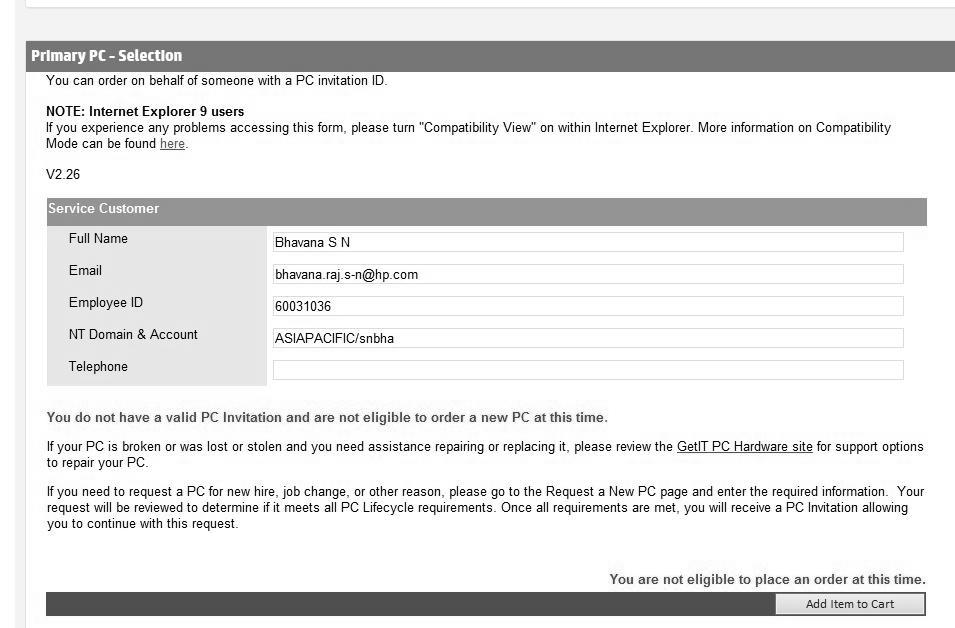 Primary PC - Selection
You can order on behalf of someone with a PC invitation ID.
NOTE: Internet Explorer 9 users
If you experience any problems accessing this form, please turn "Compatibility View" on within Internet Explorer. More information on Compatibility
Mode can be found here.
V2.26
Service Customer
Full Name Bhavana S N
Email bhavana.raj.s-n@hp.com
Employee ID 60031036
NT Domain & Account ASIAPACIFIC/snbha
Telephone
You do not have a valid PC Invitation and are not eligible to order a new PC at this time.
If your PC is broken or was lost or stolen and you need assistance repairing or replacing it, please review the GetIT PC Hardware site for support options
to repair your PC.
If you need to request a PC for new hire, job change, or other reason, please go to the Request a New PC page and enter the required information. Your
request will be reviewed to determine if it meets all PC Lifecycle requirements. Once all requirements are met, you will receive a PC Invitation allowing
you to continue with this request.
You are not eligible to place an order at this time.
Add Item to Cart